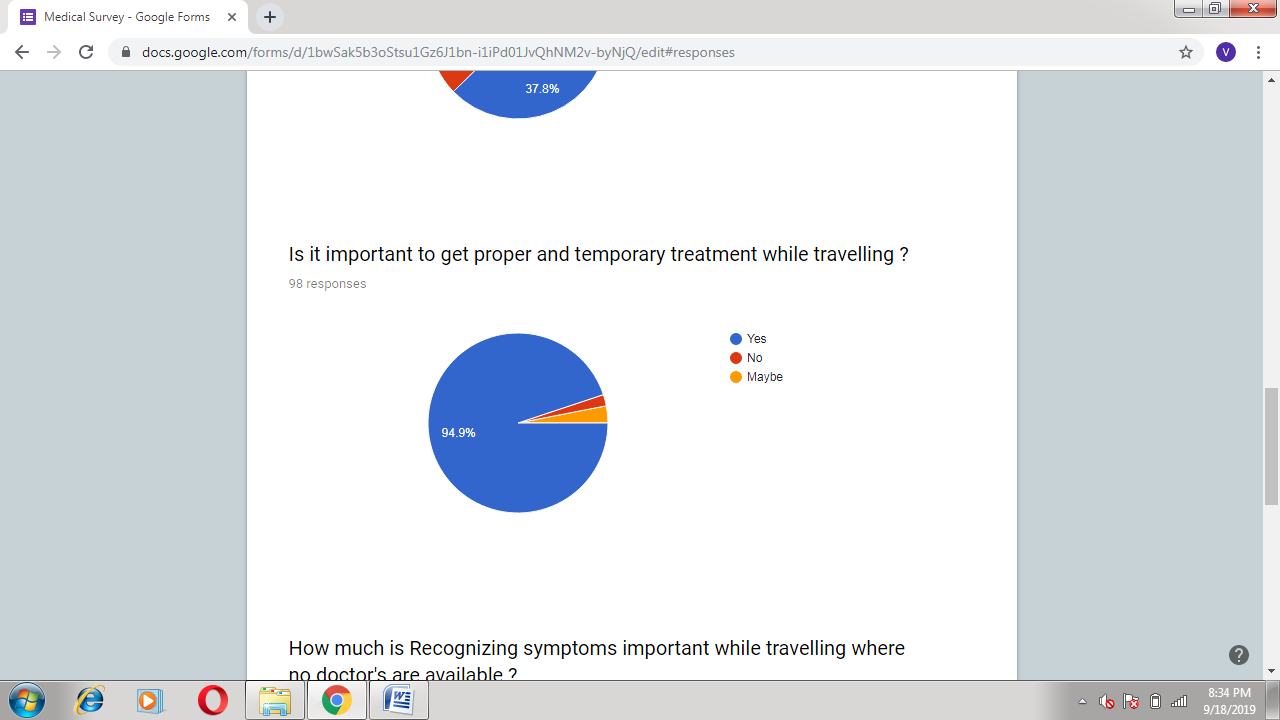 Medical Survey - Google Forms
docs.google.com/forms/d/1bwSak5b3oStsu1Gz6J1bn-i1iPd01JvQhNM2v-byNjQ/edit#responses
V
37.8%
Is it important to get proper and temporary treatment while travelling ?
98 responses
Yes
No
Maybe
94.9%
How much is Recognizing symptoms important while travelling where
no doctor's are available ?
8:34 PM
9/18/2019